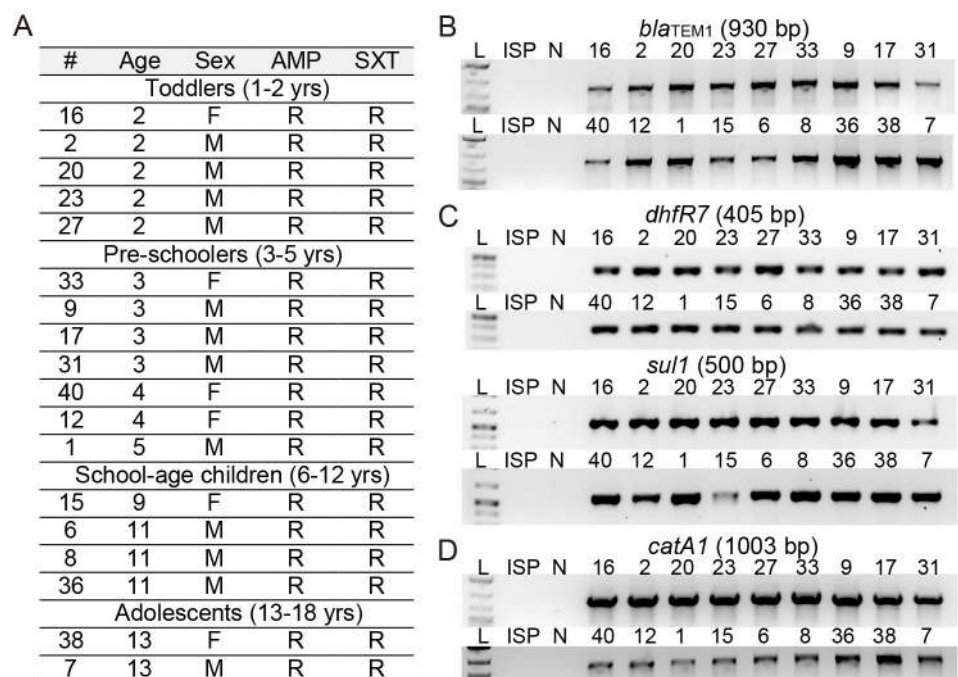 A
# Age Sex AMP SXT
Toddlers (1-2 yrs)
16 2 F R R
2 2 M R R
20 2 M R R
23 2 M R R
27 2 M R R
Pre-schoolers (3-5 yrs)
33 3 F R R
9 3 M R R
17 3 M R R
31 3 M R R
40 4 F R R
12 4 F R R
1 5 M R R
School-age children (6-12 yrs)
15 9 F R R
6 11 M R R
8 11 M R R
36 11 M R R
Adolescents (13-18 yrs)
38 13 F R R
7 13 M R R
B
blaTEM1 (930 bp)
L ISP N 16 2 20 23 27 33 9 17 31
L ISP N 40 12 1 15 6 8 36 38 7
C
dhfR7 (405 bp)
L ISP N 16 2 20 23 27 33 9 17 31
L ISP N 40 12 1 15 6 8 36 38 7
sul1 (500 bp)
L ISP N 16 2 20 23 27 33 9 17 31
L ISP N 40 12 1 15 6 8 36 38 7
D
catA1 (1003 bp)
L ISP N 16 2 20 23 27 33 9 17 31
L ISP N 40 12 1 15 6 8 36 38 7